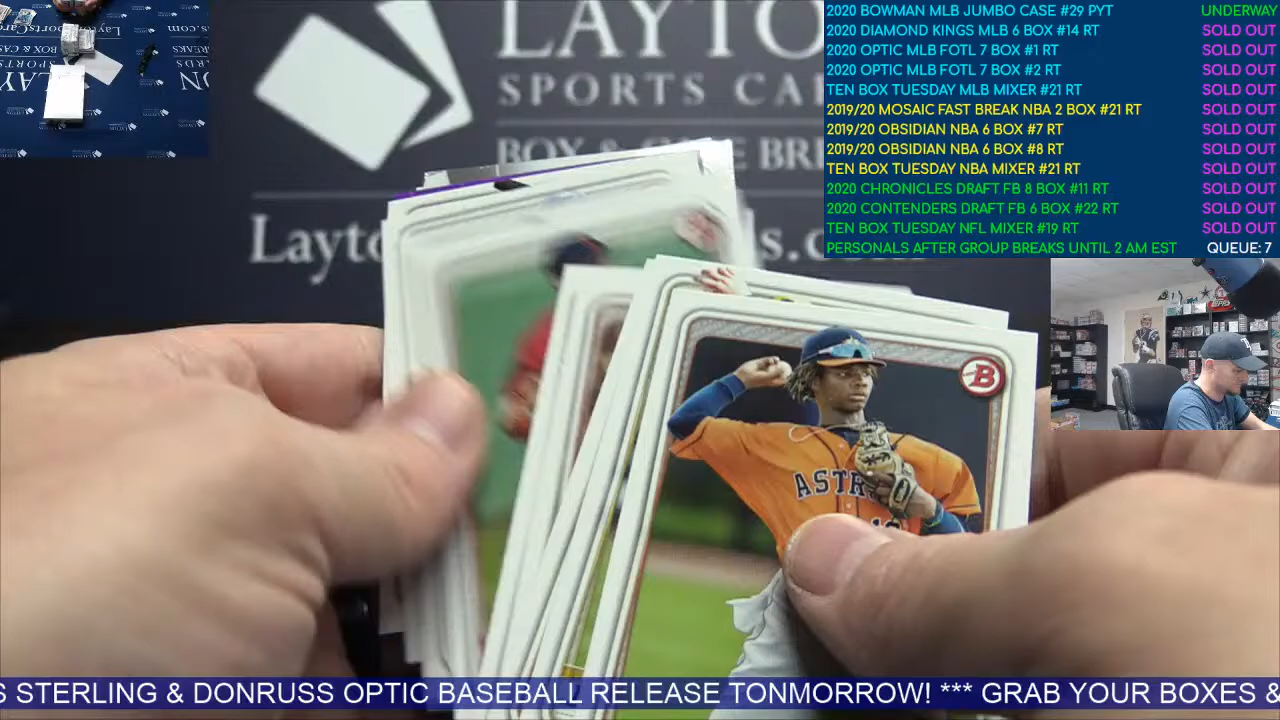 2020 BOWMAN MLB JUMBO CASE #29 PYT UNDERWAY
2020 DIAMOND KINGS MLB 6 BOX #14 RT SOLD OUT
2020 OPTIC MLB FOTL 7 BOX #1 RT SOLD OUT
2020 OPTIC MLB FOTL 7 BOX #2 RT SOLD OUT
TEN BOX TUESDAY MLB MIXER #21 RT SOLD OUT
2019/20 MOSAIC FAST BREAK NBA 2 BOX #21 RT SOLD OUT
2019/20 OBSIDIAN NBA 6 BOX #7 RT SOLD OUT
2019/20 OBSIDIAN NBA 6 BOX #8 RT SOLD OUT
TEN BOX TUESDAY NBA MIXER #21 RT SOLD OUT
2020 CHRONICLES DRAFT FB 8 BOX #11 RT SOLD OUT
2020 CONTENDERS DRAFT FB 6 BOX #22 RT SOLD OUT
TEN BOX TUESDAY NFL MIXER #19 RT SOLD OUT
PERSONALS AFTER GROUP BREAKS UNTIL 2 AM EST QUEUE: 7
LAYTO
SPORTS CA
BOX &
BRE
Layto
s.com
B
ASTR
S STERLING & DONRUSS OPTIC BASEBALL RELEASE TONMORROW! *** GRAB YOUR BOXES &